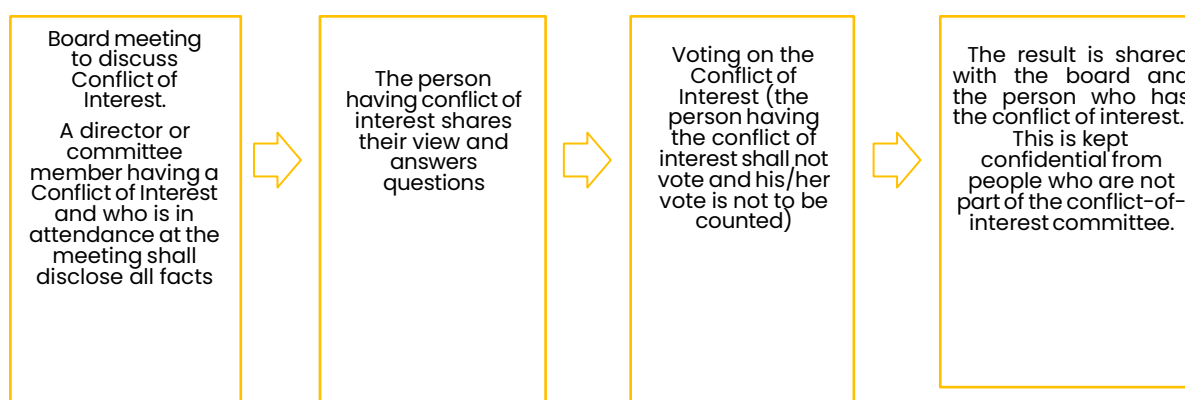 Board meeting
to discuss
Conflict of
Interest.
A director or
committee
member having a
Conflict of Interest
and who is in
attendance at the
meeting shall
disclose all facts
The person
having conflict of
interest shares
their view and
answers
questions
Voting on the
Conflict of
Interest (the
person having
the conflict of
interest shall not
vote and his/her
vote is not to be
counted)
The result is shared
with the board and
the person who has
the conflict of interest.
This is kept
confidential from
people who are not
part of the conflict-of-
interest committee.